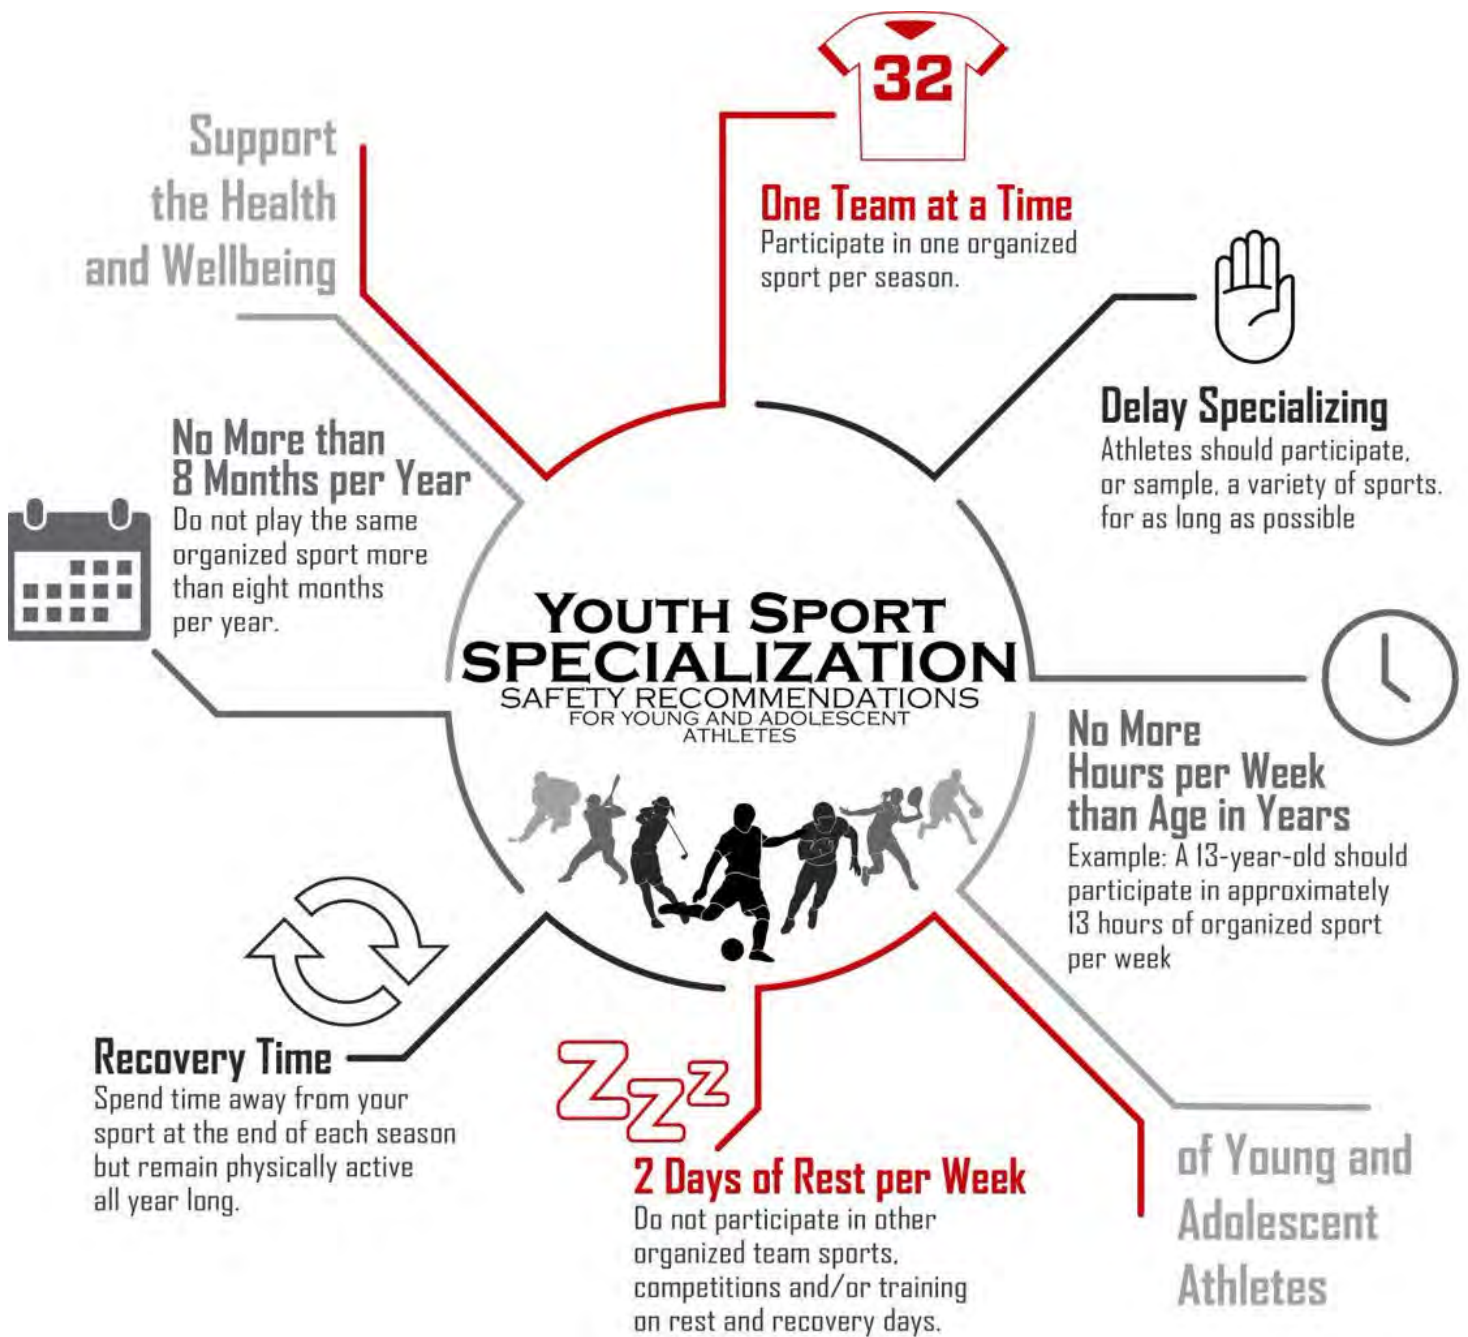 Support
the Health
and Wellbeing
32
One Team at a Time
Participate in one organized
sport per season.
Delay Specializing
Athletes should participate,
or sample, a variety of sports.
for as long as possible
No More
Hours per Week
than Age in Years
Example: A 13-year-old should
participate in approximately
13 hours of organized sport
per week
2 Days of Rest per Week
Do not participate in other
organized team sports,
competitions and/or training
on rest and recovery days.
Zzz
Recovery Time
Spend time away from your
sport at the end of each season
but remain physically active
all year long.
No More than
8 Months per Year
Do not play the same
organized sport more
than eight months
per year.
YOUTH SPORT
SPECIALIZATION
SAFETY RECOMMENDATIONS
FOR YOUNG AND ADOLESCENT
ATHLETES
of Young and
Adolescent
Athletes